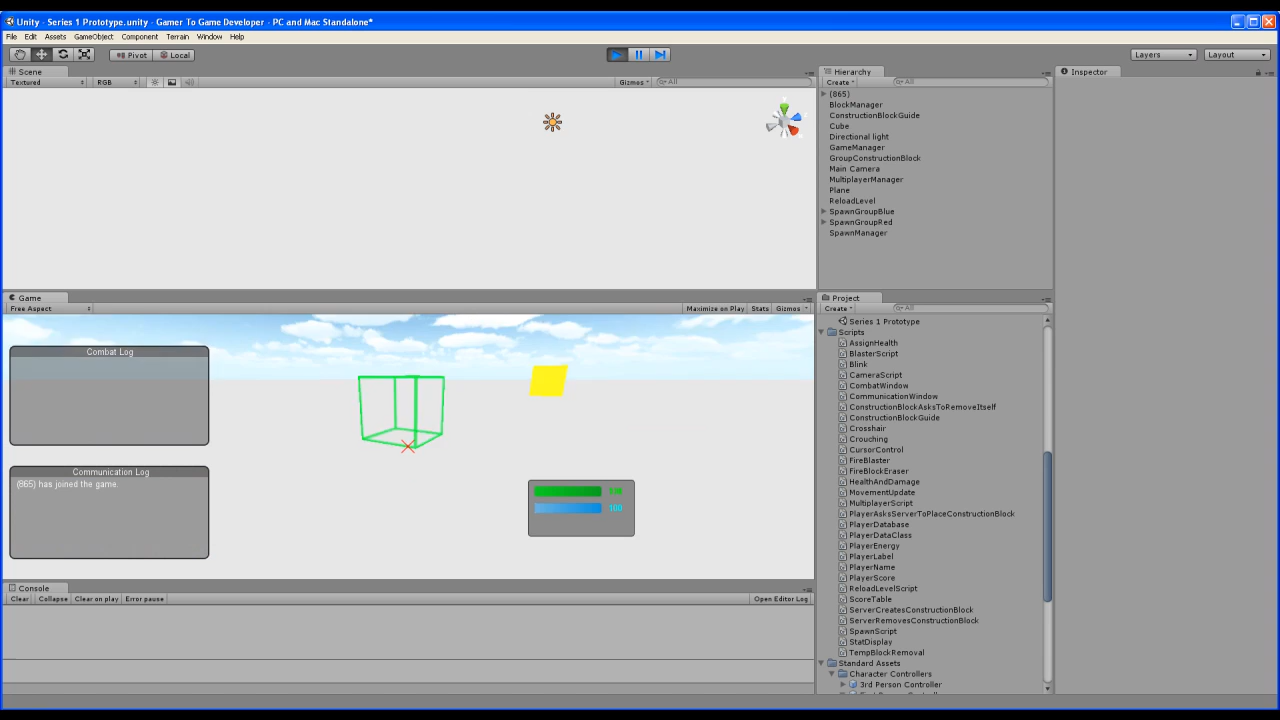 Unity - Series 1 Prototype.unity - Gamer To Game Developer - PC and Mac Standalone*
File Edit Assets GameObject Component Terrain Window Help
Pivot Local Layers Layout
Scene
Textured RGB Gizmos All
Game
Free Aspect Maximize on Play Stats Gizmos
Combat Log
Communication Log
(865) has joined the game.
100
Console
Clear Collapse Clear on play Error pause Open Editor Log
Hierarchy
Create All
(865)
BlockManager
ConstructionBlockGuide
Cube
Directional light
GameManager
GroupConstructionBlock
Main Camera
MultiplayerManager
Plane
ReloadLevel
SpawnGroupBlue
SpawnGroupRed
SpawnManager
Project
Create All
Series 1 Prototype
Scripts
AssignHealth
BlasterScript
Blink
CameraScript
CombatWindow
CommunicationWindow
ConstructionBlockAsksToRemoveItself
ConstructionBlockGuide
Crosshair
Crouching
CursorControl
FireBlaster
FireBlockEraser
HealthAndDamage
MovementUpdate
MultiplayerScript
PlayerAsksServerToPlaceConstructionBlock
PlayerDatabase
PlayerDataClass
PlayerEnergy
PlayerLabel
PlayerName
PlayerScore
ReloadLevelScript
ScoreTable
ServerCreatesConstructionBlock
ServerRemovesConstructionBlock
SpawnScript
StatDisplay
TempBlockRemoval
Standard Assets
Character Controllers
3rd Person Controller
Inspector